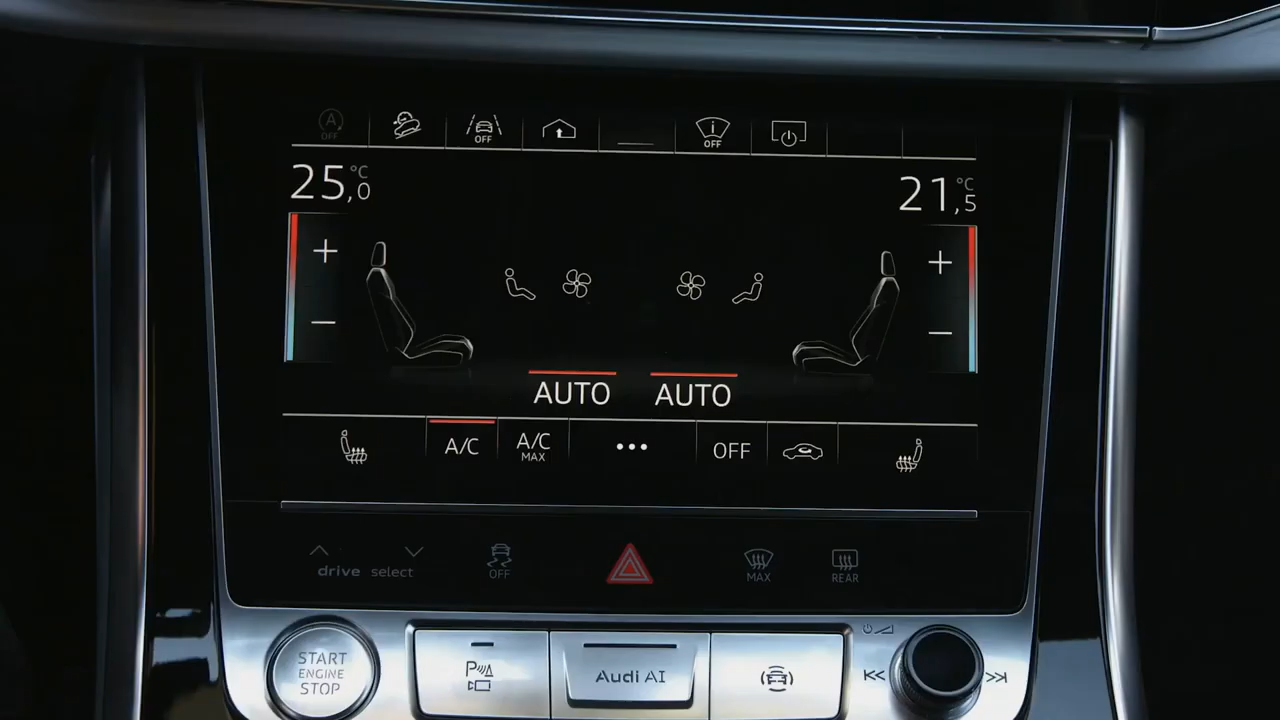 A
OFF
OFF
i
OFF
25,0 °C
21,5 °C
+
+
−
−
AUTO AUTO
A/C
A/C
MAX
•••
OFF
drive select
OFF
MAX
REAR
START
ENGINE
STOP
P
Audi AI